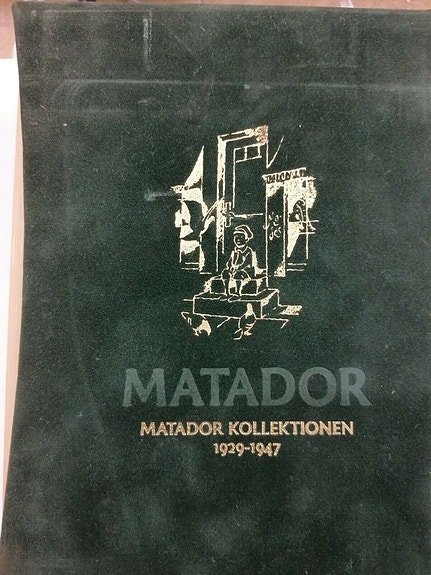 MATADOR
MATADOR KOLLEKTIONEN
1929-1947